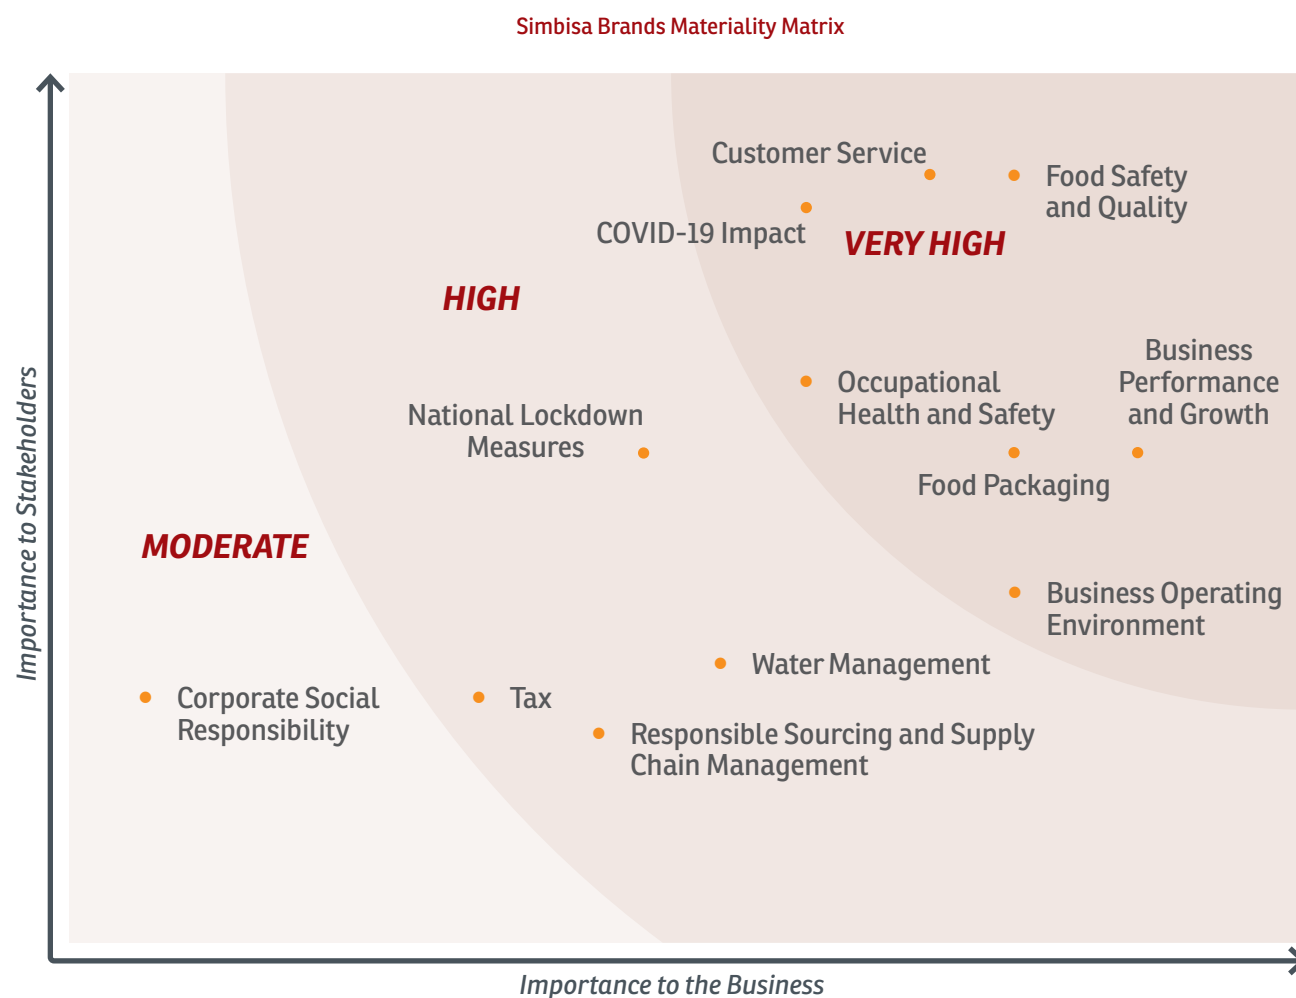 Simbisa Brands Materiality Matrix
Customer Service
Food Safety
and Quality
COVID-19 Impact
VERY HIGH
HIGH
Business
Performance
and Growth
Occupational
Health and Safety
National Lockdown
Measures
Food Packaging
MODERATE
Business Operating
Environment
Water Management
Corporate Social
Responsibility
Tax
Responsible Sourcing and Supply
Chain Management
Importance to Stakeholders
Importance to the Business